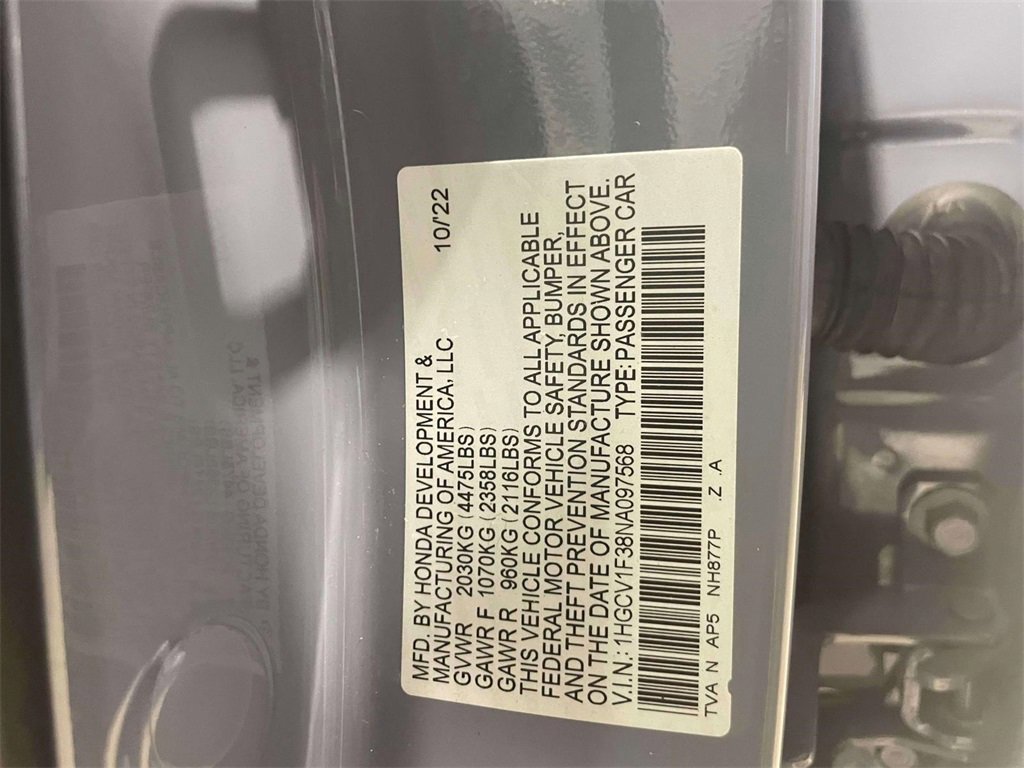 MFD. BY HONDA DEVELOPMENT &
MANUFACTURING OF AMERICA, LLC 10/'22
GVWR 2030KG (4475LBS)
GAWR F 1070KG (2358LBS)
GAWR R 960KG (2116LBS)
THIS VEHICLE CONFORMS TO ALL APPLICABLE
FEDERAL MOTOR VEHICLE SAFETY, BUMPER,
AND THEFT PREVENTION STANDARDS IN EFFECT
ON THE DATE OF MANUFACTURE SHOWN ABOVE.
V.I.N.: 1HGCV1F38NA097568 TYPE:PASSENGER CAR
TVA N AP5 NH877P .Z .A